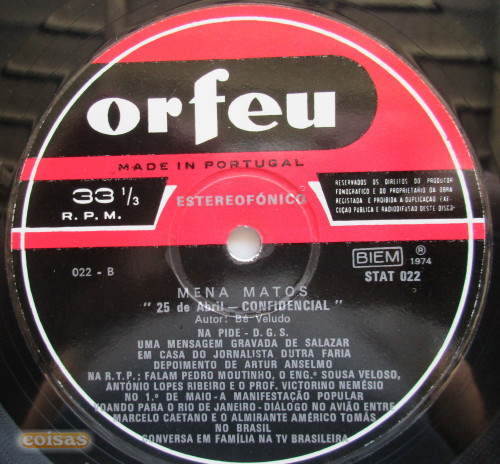 orfeu
MADE IN PORTUGAL
33 1/3
R. P. M.
ESTEREOFÓNICO
RESERVADOS OS DIREITOS DO PRODUTOR
FONOGRÁFICO E DO PROPRIETÁRIO DA OBRA
REGISTADA E PROIBIDA A DUPLICAÇÃO EXE-
CUÇÃO PUBLICA E RADIODIFUSÃO DESTE DISCO
022 - B
BIEM ℗
1974
STAT 022
MENA MATOS
" 25 de Abril — CONFIDENCIAL "
Autor: Bé Veludo
NA PIDE - D. G. S.
UMA MENSAGEM GRAVADA DE SALAZAR
EM CASA DO JORNALISTA DUTRA FARIA
DEPOIMENTO DE ARTUR ANSELMO
NA R. T. P.: FALAM PEDRO MOUTINHO, O ENG.º SOUSA VELOSO,
ANTÓNIO LOPES RIBEIRO E O PROF. VICTORINO NEMÉSIO
NO 1.º DE MAIO - A MANIFESTAÇÃO POPULAR
VOANDO PARA O RIO DE JANEIRO - DIÁLOGO NO AVIÃO ENTRE
MARCELO CAETANO E O ALMIRANTE AMÉRICO TOMÁS
NO BRASIL
CONVERSA EM FAMÍLIA NA TV BRASILEIRA
coisas